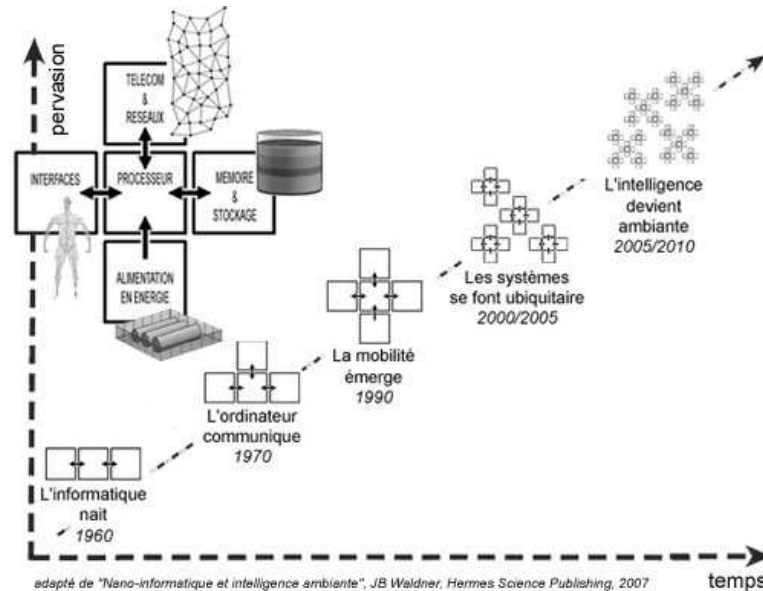 pervasion
TELECOM
&
RESEAUX
INTERFACES
PROCESSEUR
MEMOIRE
&
STOCKAGE
ALIMENTATION
EN ENERGIE
L'informatique
nait
1960
L'ordinateur
communique
1970
La mobilité
émerge
1990
Les systèmes
se font ubiquitaire
2000/2005
L'intelligence
devient
ambiante
2005/2010
temps
adapté de "Nano-informatique et intelligence ambiante", JB Waldner, Hermes Science Publishing, 2007